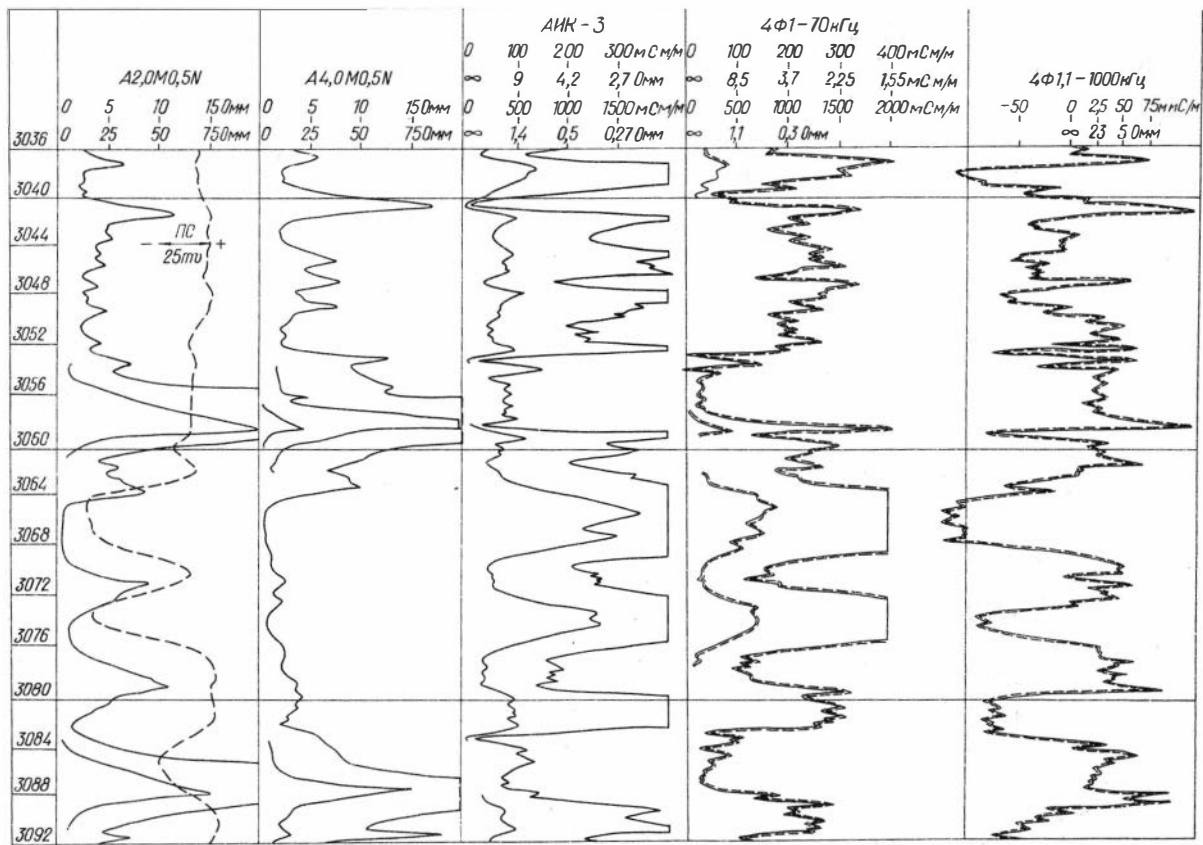 АИК-3
4Ф1-70кГц
0 100 200 300мСм/м
0 100 200 300 400мСм/м
А2,0М0,5N
А4,0М0,5N
∞ 9 4,2 2,7Омм
∞ 8,5 3,7 2,25 1,55мСм/м
4Ф1,1-1000кГц
0 5 10 15Омм
0 5 10 15Омм
0 500 1000 1500мСм/м
0 500 1000 1500 2000мСм/м
-50 0 25 50 75мкСм/м
0 25 50 75Омм
0 25 50 75Омм
∞ 1,4 0,5 0,27Омм
∞ 1,1 0,3Омм
∞ 23 5Омм
3036
3040
ПС
- +
25mv
3044
3048
3052
3056
3050
3064
3068
3072
3076
3080
3084
3088
3092